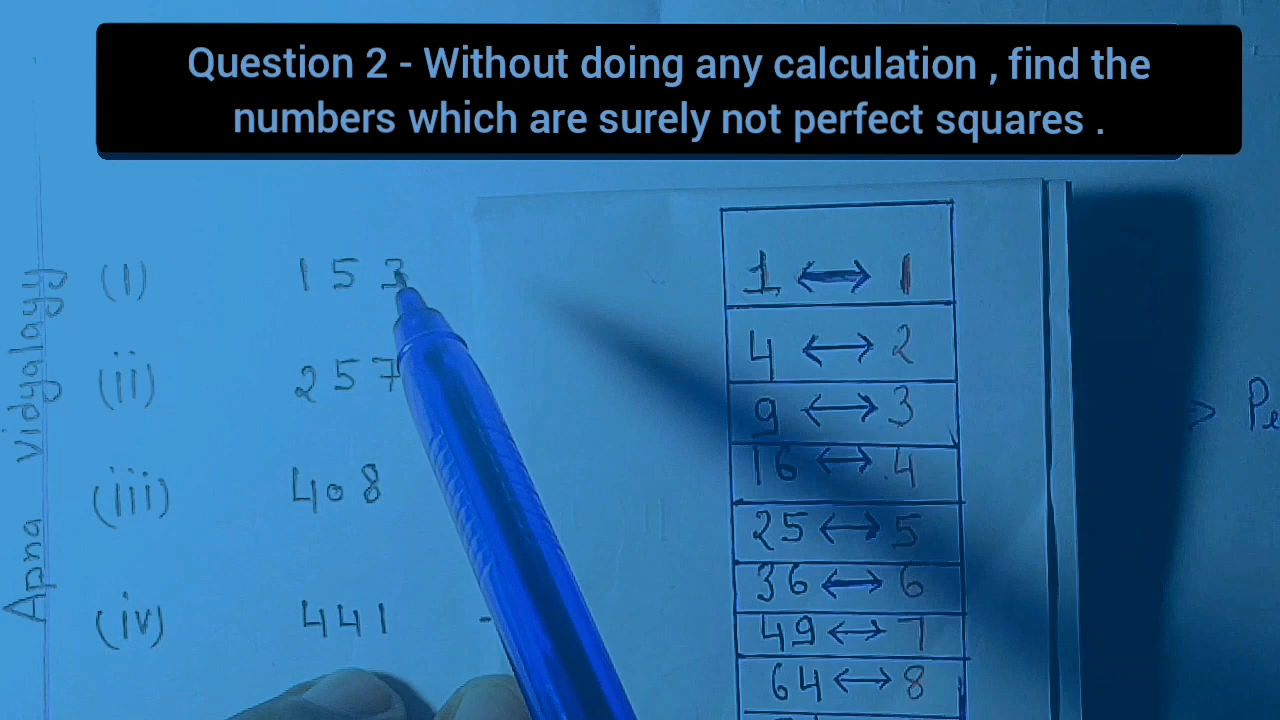 Question 2 - Without doing any calculation , find the
numbers which are surely not perfect squares .
Apna Vidyalayy
(i) 153
(ii) 257
(iii) 408
(iv) 441
1 ↔ 1
4 ↔ 2
9 ↔ 3
16 ↔ 4
25 ↔ 5
36 ↔ 6
49 ↔ 7
64 ↔ 8